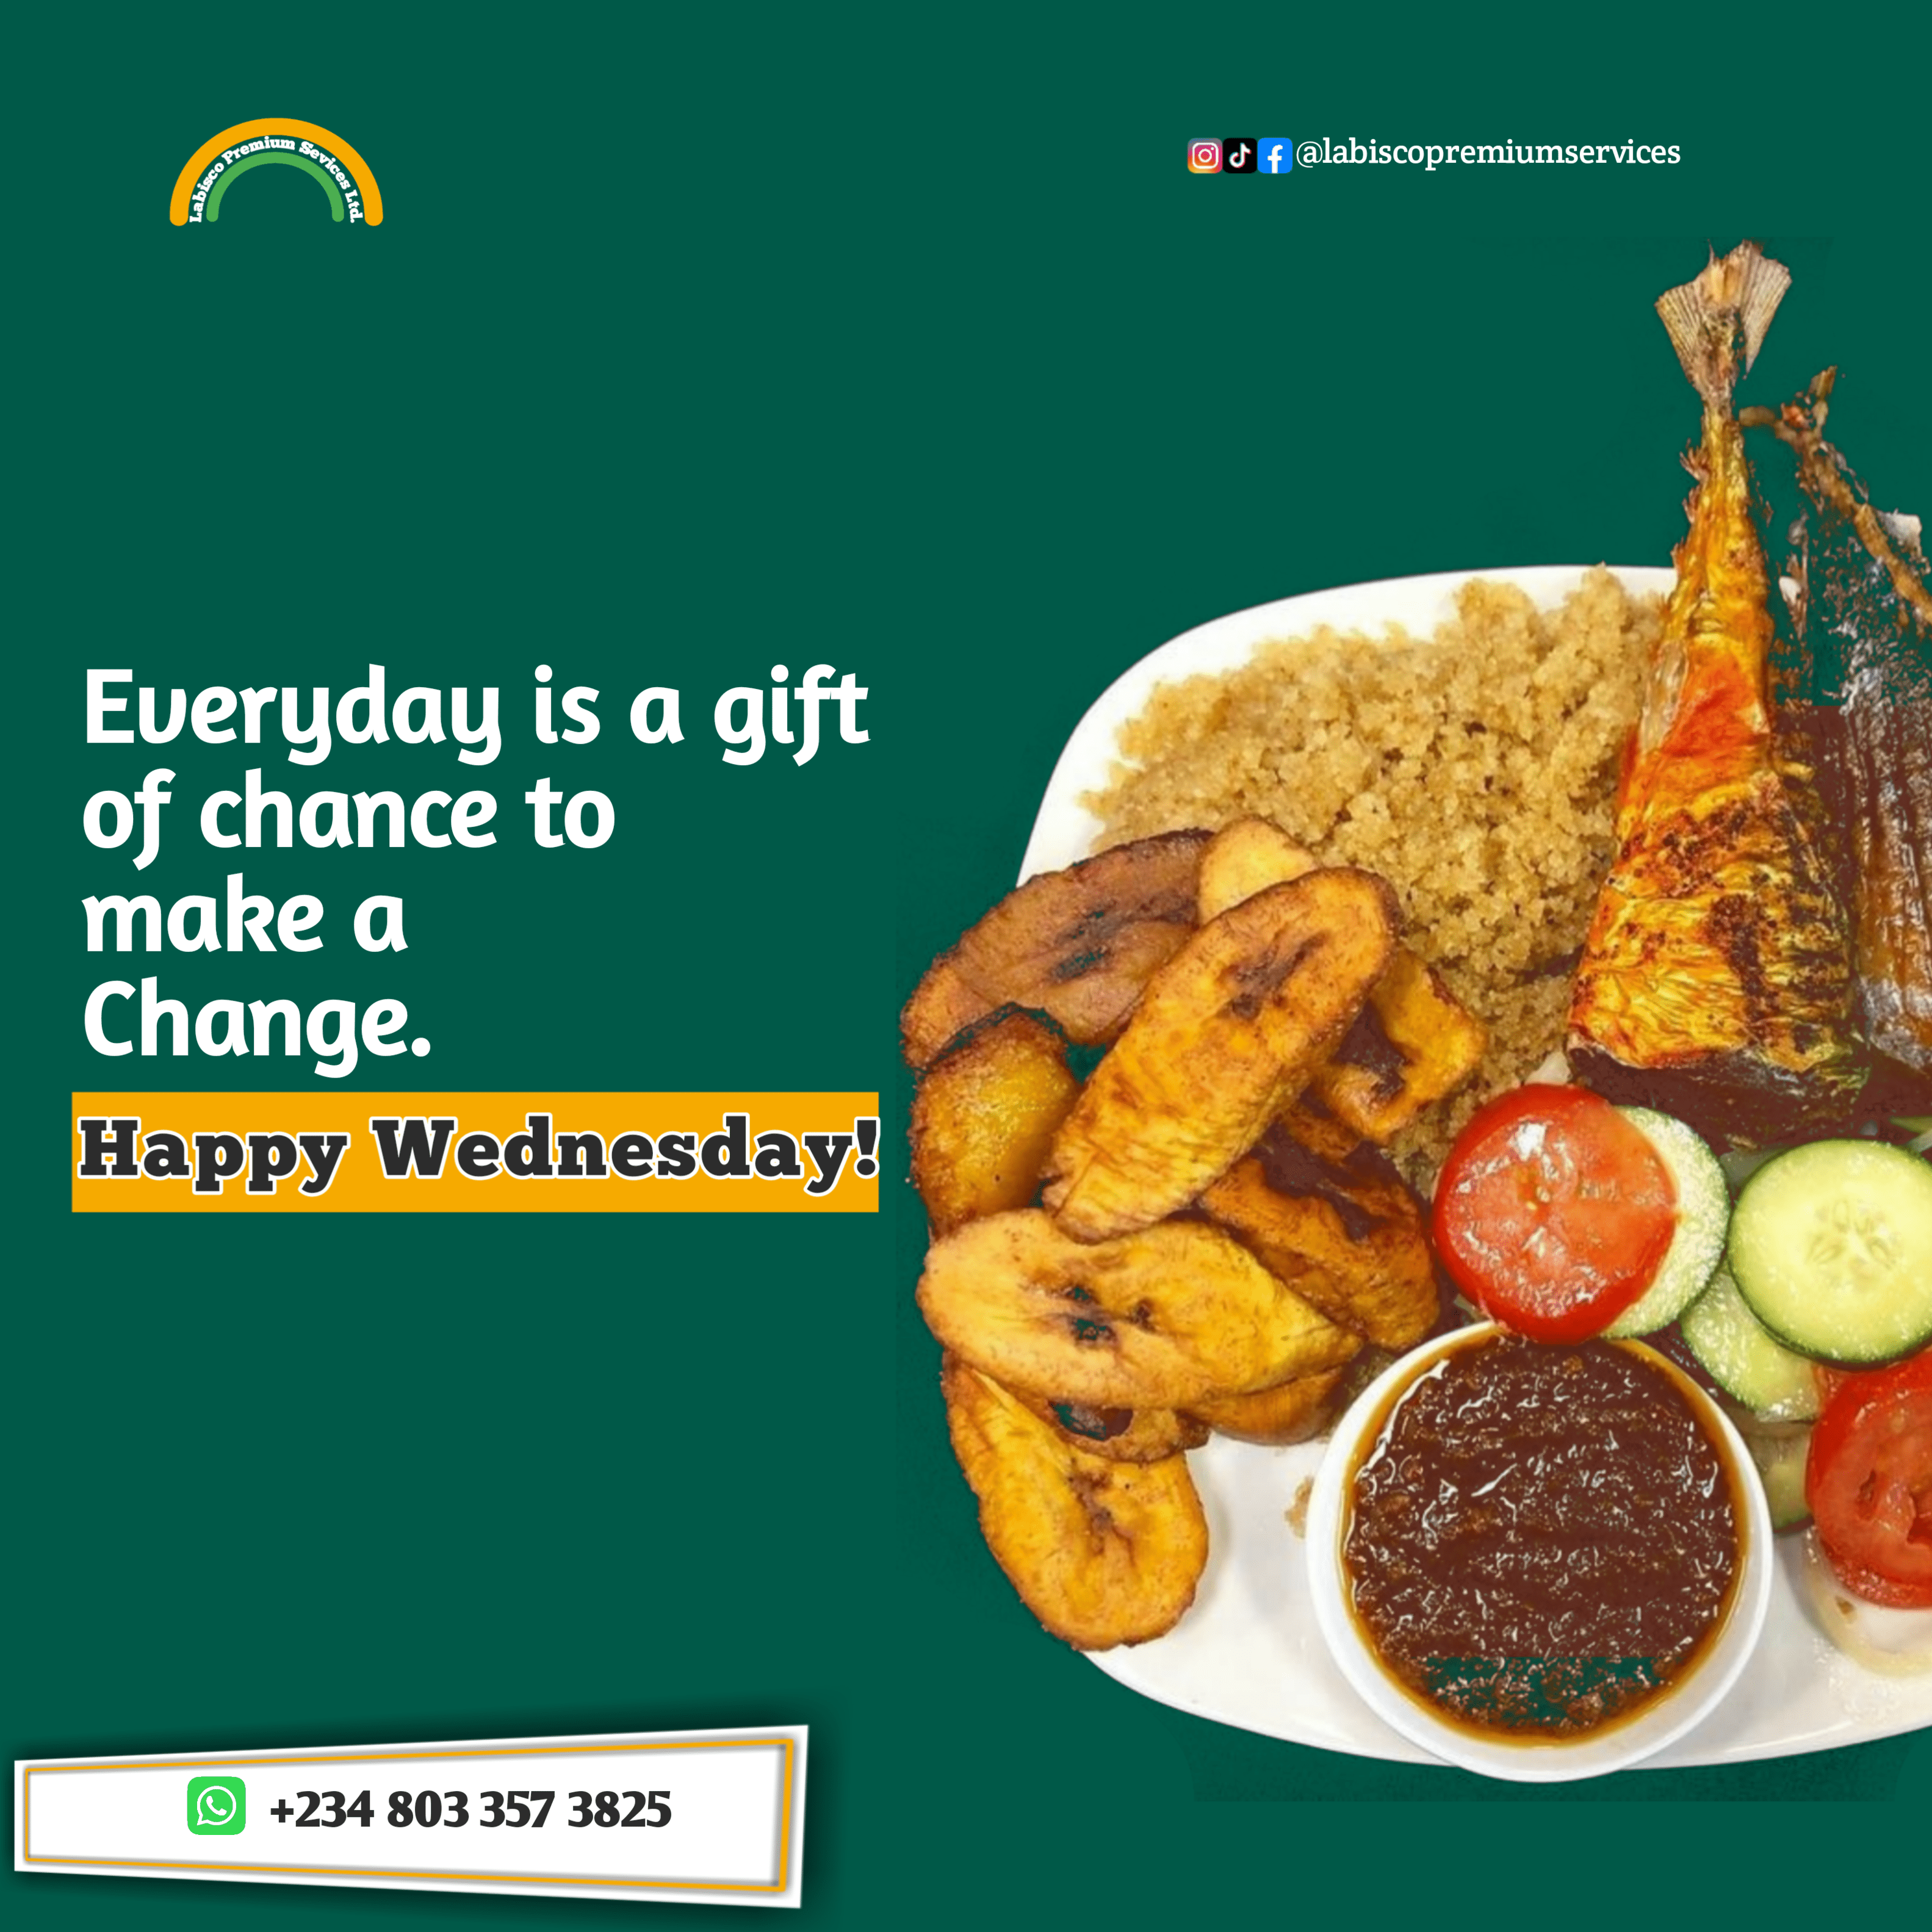 Labisco Premium Sevices Ltd.
@labiscopremiumservices
Everyday is a gift
of chance to
make a
Change.
Happy Wednesday!
+234 803 357 3825